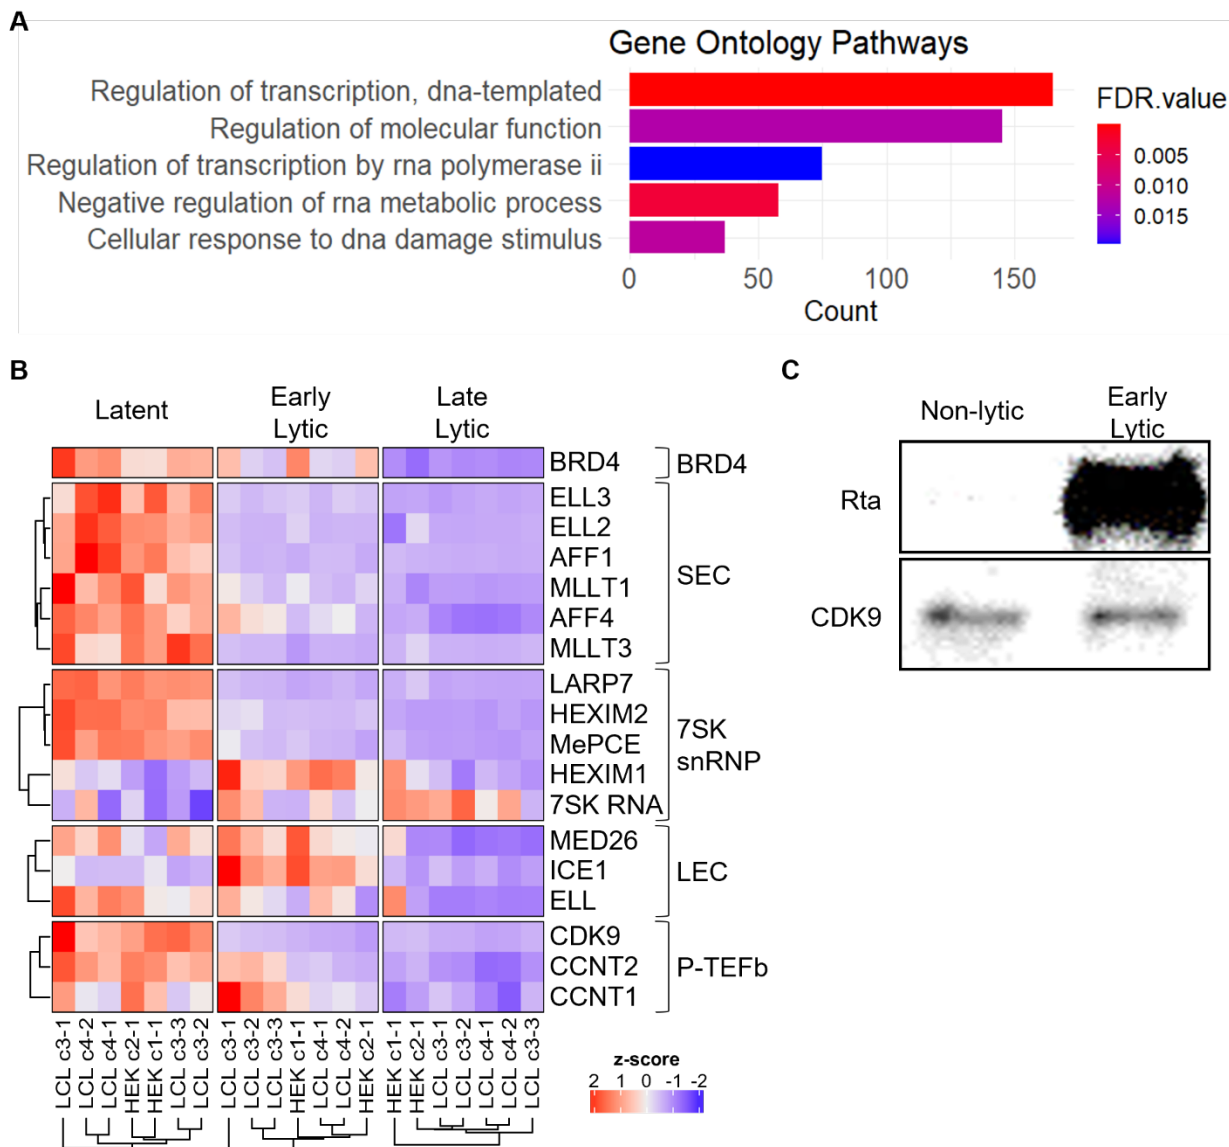 A
Gene Ontology Pathways
Regulation of transcription, dna-templated
Regulation of molecular function
Regulation of transcription by rna polymerase ii
Negative regulation of rna metabolic process
Cellular response to dna damage stimulus
0 50 100 150
Count
FDR.value
0.005
0.010
0.015
B
Latent
Early
Lytic
Late
Lytic
BRD4
ELL3
ELL2
AFF1
MLLT1
AFF4
MLLT3
LARP7
HEXIM2
MePCE
HEXIM1
7SK RNA
MED26
ICE1
ELL
CDK9
CCNT2
CCNT1
BRD4
SEC
7SK
snRNP
LEC
P-TEFb
LCL c3-1
LCL c4-2
LCL c4-1
HEK c2-1
HEK c1-1
LCL c3-3
LCL c3-2
LCL c3-1
LCL c3-2
LCL c3-3
HEK c1-1
LCL c4-1
LCL c4-2
HEK c2-1
HEK c1-1
HEK c2-1
LCL c3-1
LCL c3-2
LCL c4-1
LCL c4-2
LCL c3-3
z-score
2 1 0 -1 -2
C
Non-lytic
Early
Lytic
Rta
CDK9